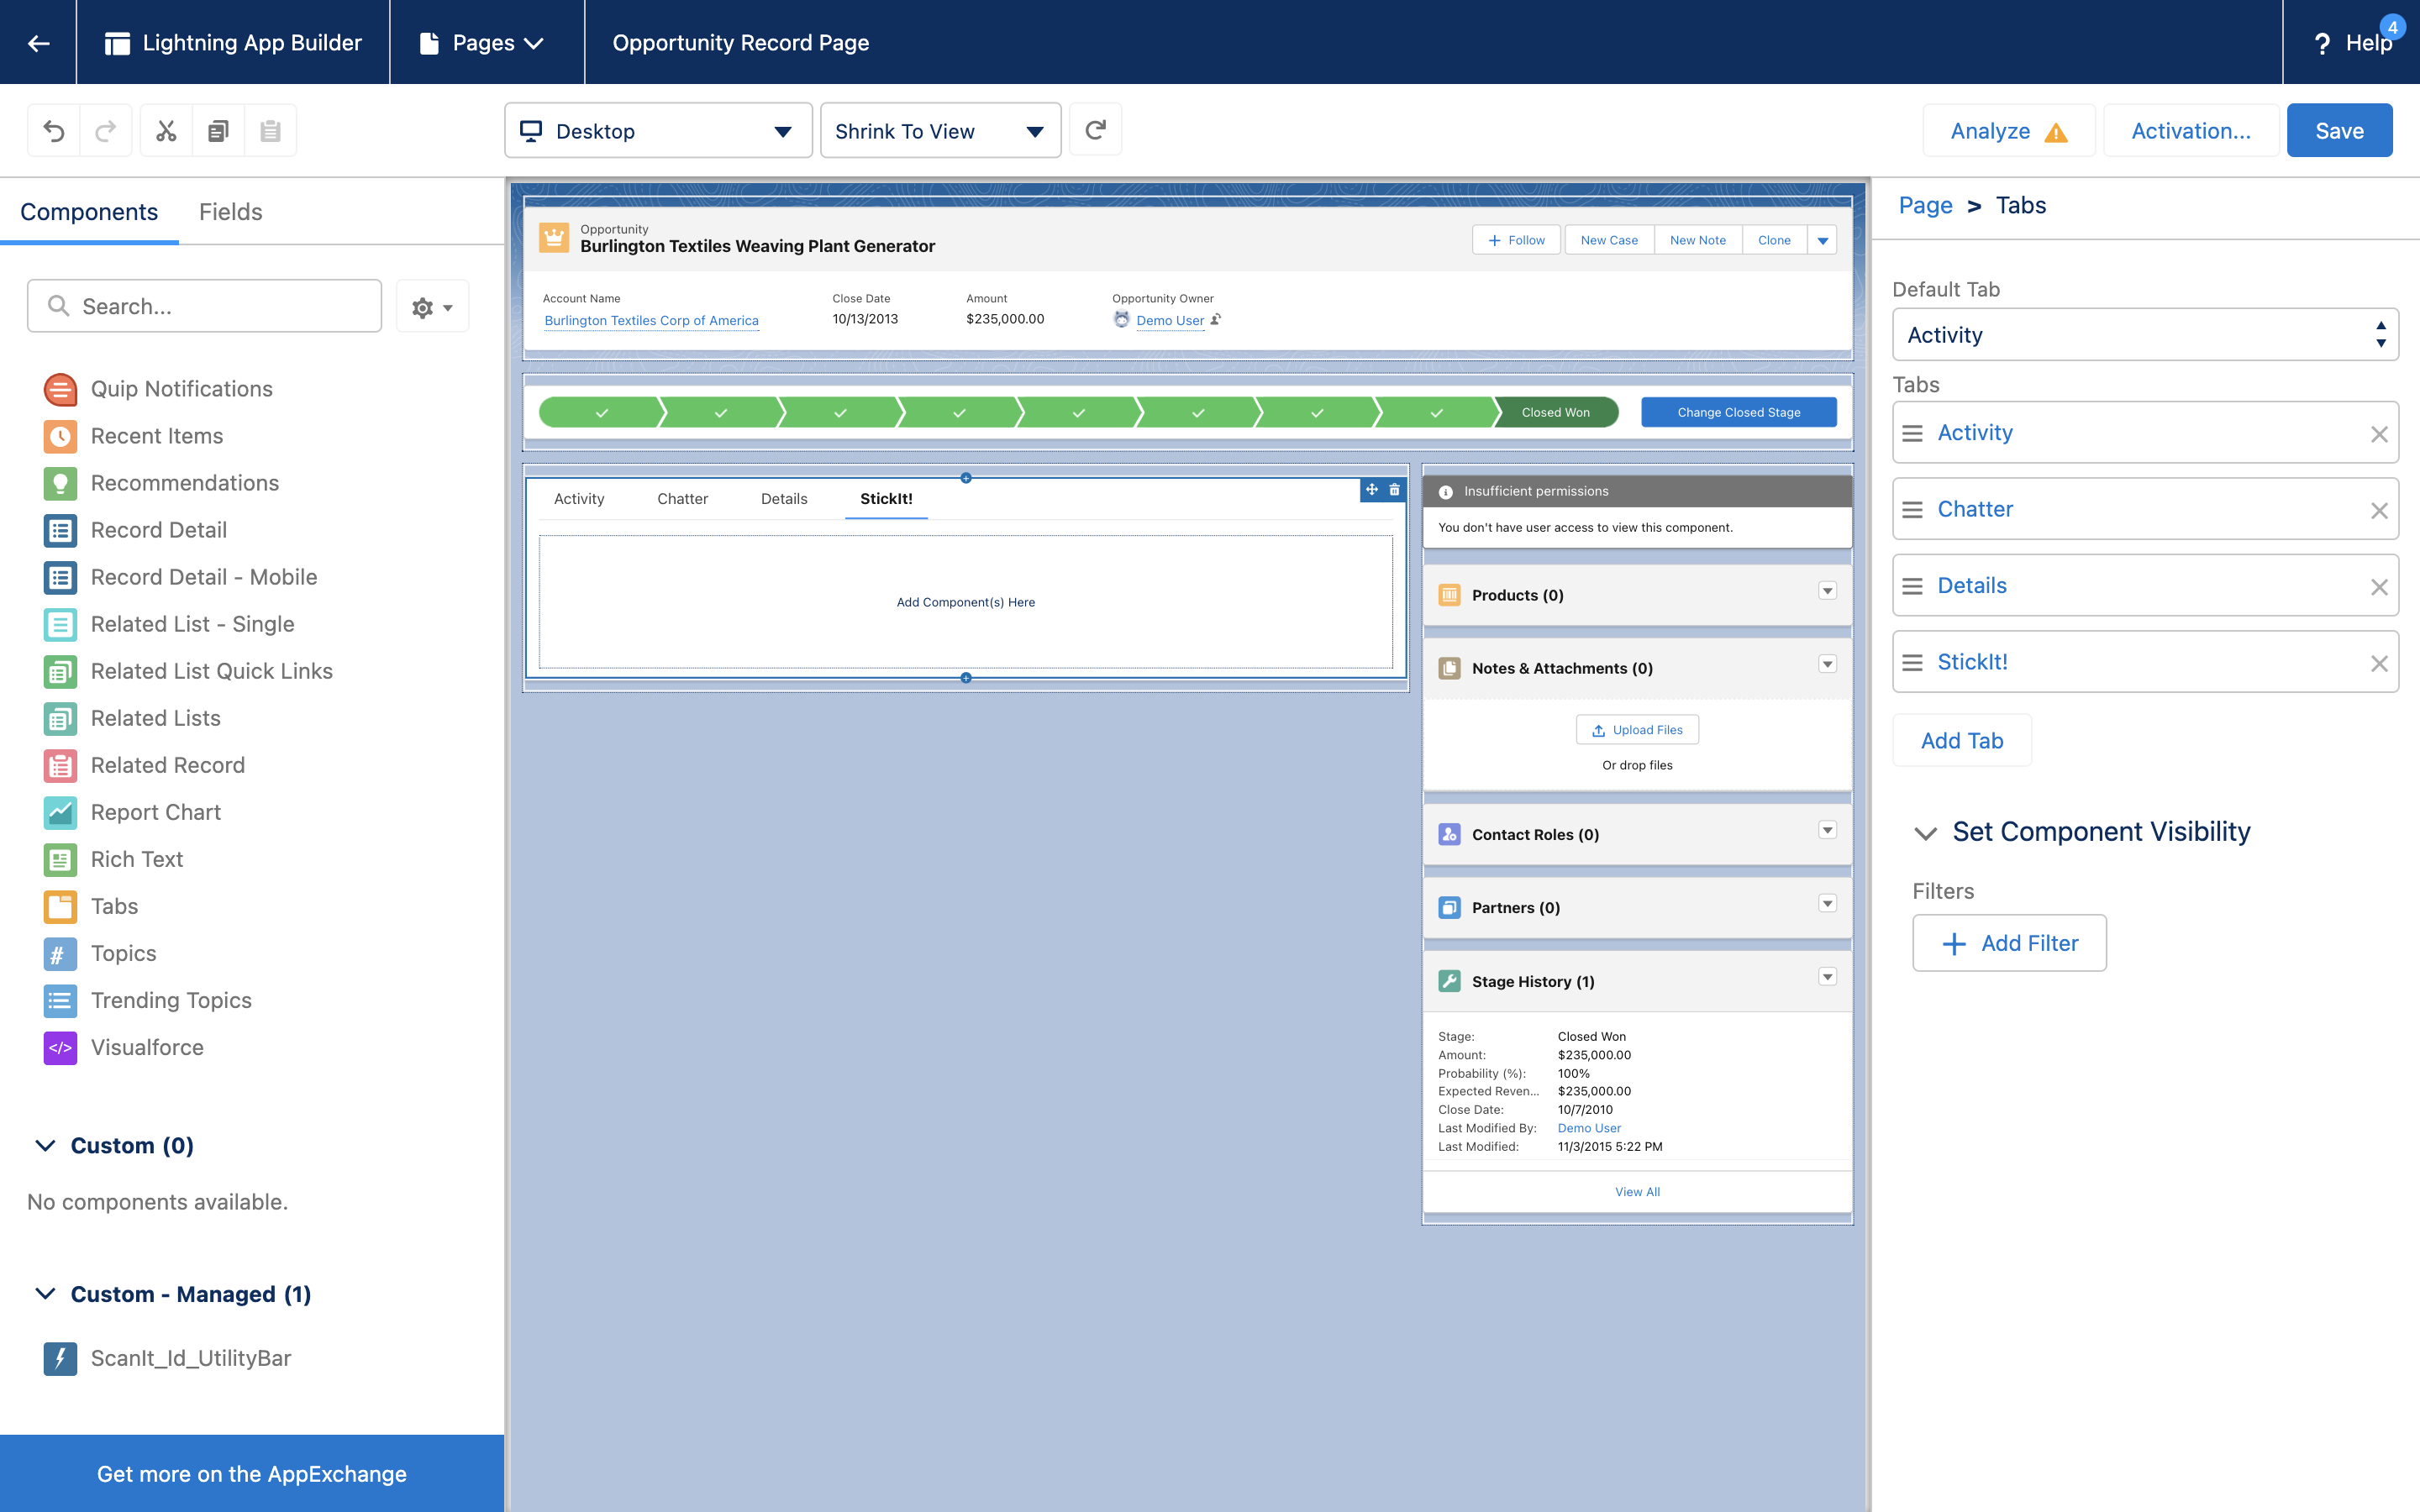 Lightning App Builder
Pages
Opportunity Record Page
? Help
4
Desktop
Shrink To View
Analyze
Activation...
Save
Components
Fields
Search...
Quip Notifications
Recent Items
Recommendations
Record Detail
Record Detail - Mobile
Related List - Single
Related List Quick Links
Related Lists
Related Record
Report Chart
Rich Text
Tabs
# Topics
Trending Topics
</> Visualforce
Custom (0)
No components available.
Custom - Managed (1)
ScanIt_Id_UtilityBar
Get more on the AppExchange
Opportunity
Burlington Textiles Weaving Plant Generator
+ Follow
New Case
New Note
Clone
Account Name
Burlington Textiles Corp of America
Close Date
10/13/2013
Amount
$235,000.00
Opportunity Owner
Demo User
Closed Won
Change Closed Stage
Activity
Chatter
Details
StickIt!
Add Component(s) Here
Insufficient permissions
You don't have user access to view this component.
Products (0)
Notes & Attachments (0)
Upload Files
Or drop files
Contact Roles (0)
Partners (0)
Stage History (1)
Stage: Closed Won
Amount: $235,000.00
Probability (%): 100%
Expected Reven... $235,000.00
Close Date: 10/7/2010
Last Modified By: Demo User
Last Modified: 11/3/2015 5:22 PM
View All
Page > Tabs
Default Tab
Activity
Tabs
Activity
Chatter
Details
StickIt!
Add Tab
Set Component Visibility
Filters
+ Add Filter